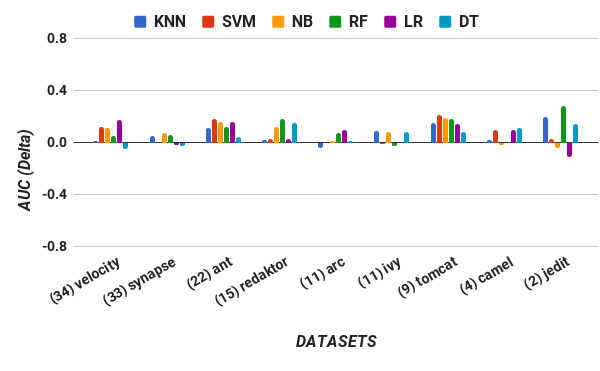 KNN SVM NB RF LR DT
0.8
0.4
0.0
-0.4
-0.8
AUC (Delta)
(34) velocity
(33) synapse
(22) ant
(15) redaktor
(11) arc
(11) ivy
(9) tomcat
(4) camel
(2) jedit
DATASETS